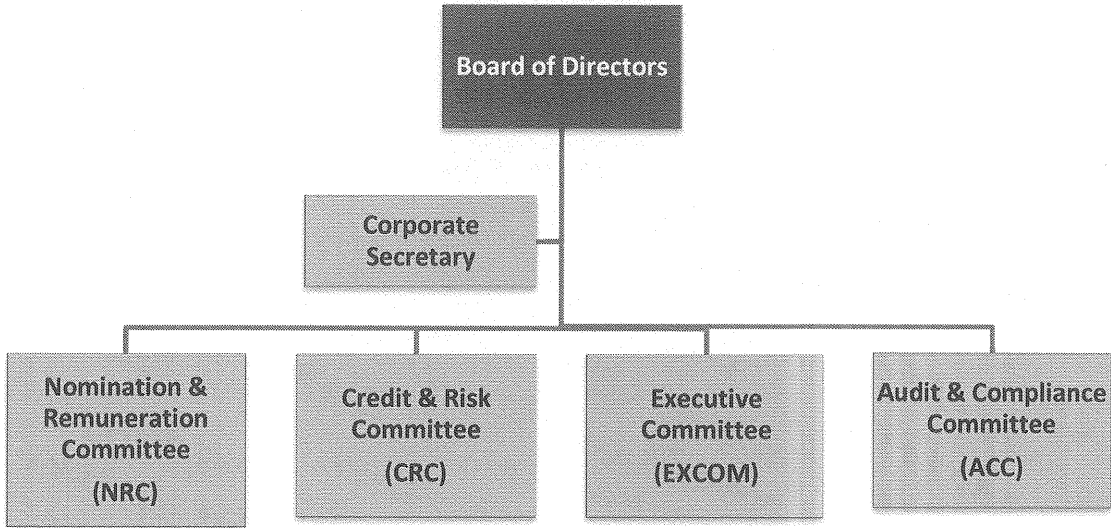 Board of Directors
Corporate
Secretary
Nomination &
Remuneration
Committee
(NRC)
Credit & Risk
Committee
(CRC)
Executive
Committee
(EXCOM)
Audit & Compliance
Committee
(ACC)